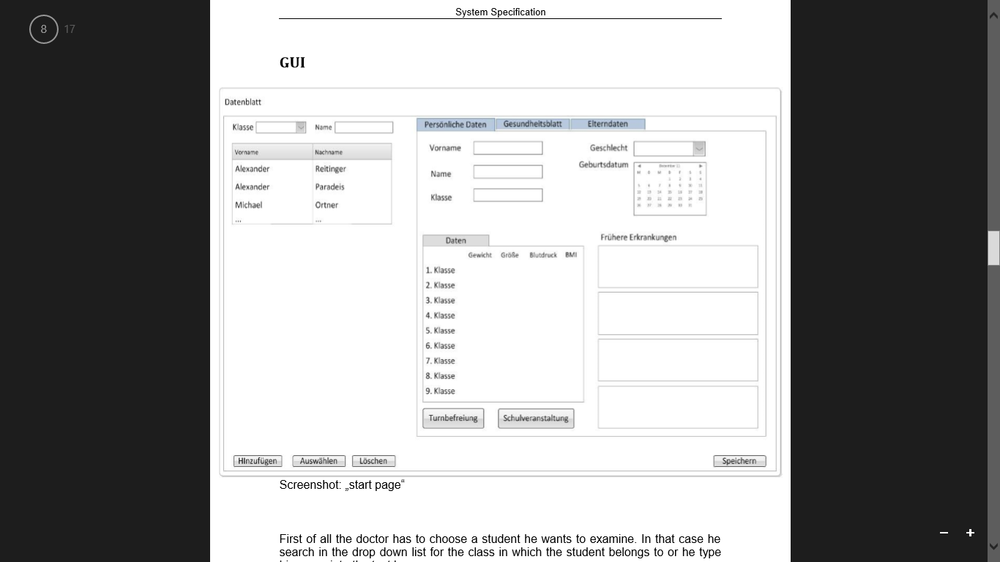 System Specification
8 17
GUI
Datenblatt
Klasse Name
Vorname Nachname
Alexander Reitinger
Alexander Paradeis
Michael Ortner
... ...
Persönliche Daten Gesundheitsblatt Elterndaten
Vorname
Name
Klasse
Geschlecht
Geburtsdatum
Daten
Gewicht Größe Blutdruck BMI
1. Klasse
2. Klasse
3. Klasse
4. Klasse
5. Klasse
6. Klasse
7. Klasse
8. Klasse
9. Klasse
Frühere Erkrankungen
Turnbefreiung Schulveranstaltung
HInzufügen Auswählen Löschen Speichern
Screenshot: „start page“
First of all the doctor has to choose a student he wants to examine. In that case he
search in the drop down list for the class in which the student belongs to or he type